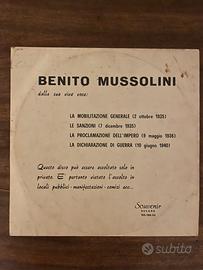 BENITO MUSSOLINI
dalla sua viva voce:
LA MOBILITAZIONE GENERALE (2 ottobre 1935)
LE SANZIONI (7 dicembre 1935)
LA PROCLAMAZIONE DELL'IMPERO (9 maggio 1936)
LA DICHIARAZIONE DI GUERRA (10 giugno 1940)
Questo disco può essere ascoltato solo in
privato. E' pertanto vietato l'ascolto in
locali pubblici - manifestazioni - comizi ecc...
Souvenir
subito